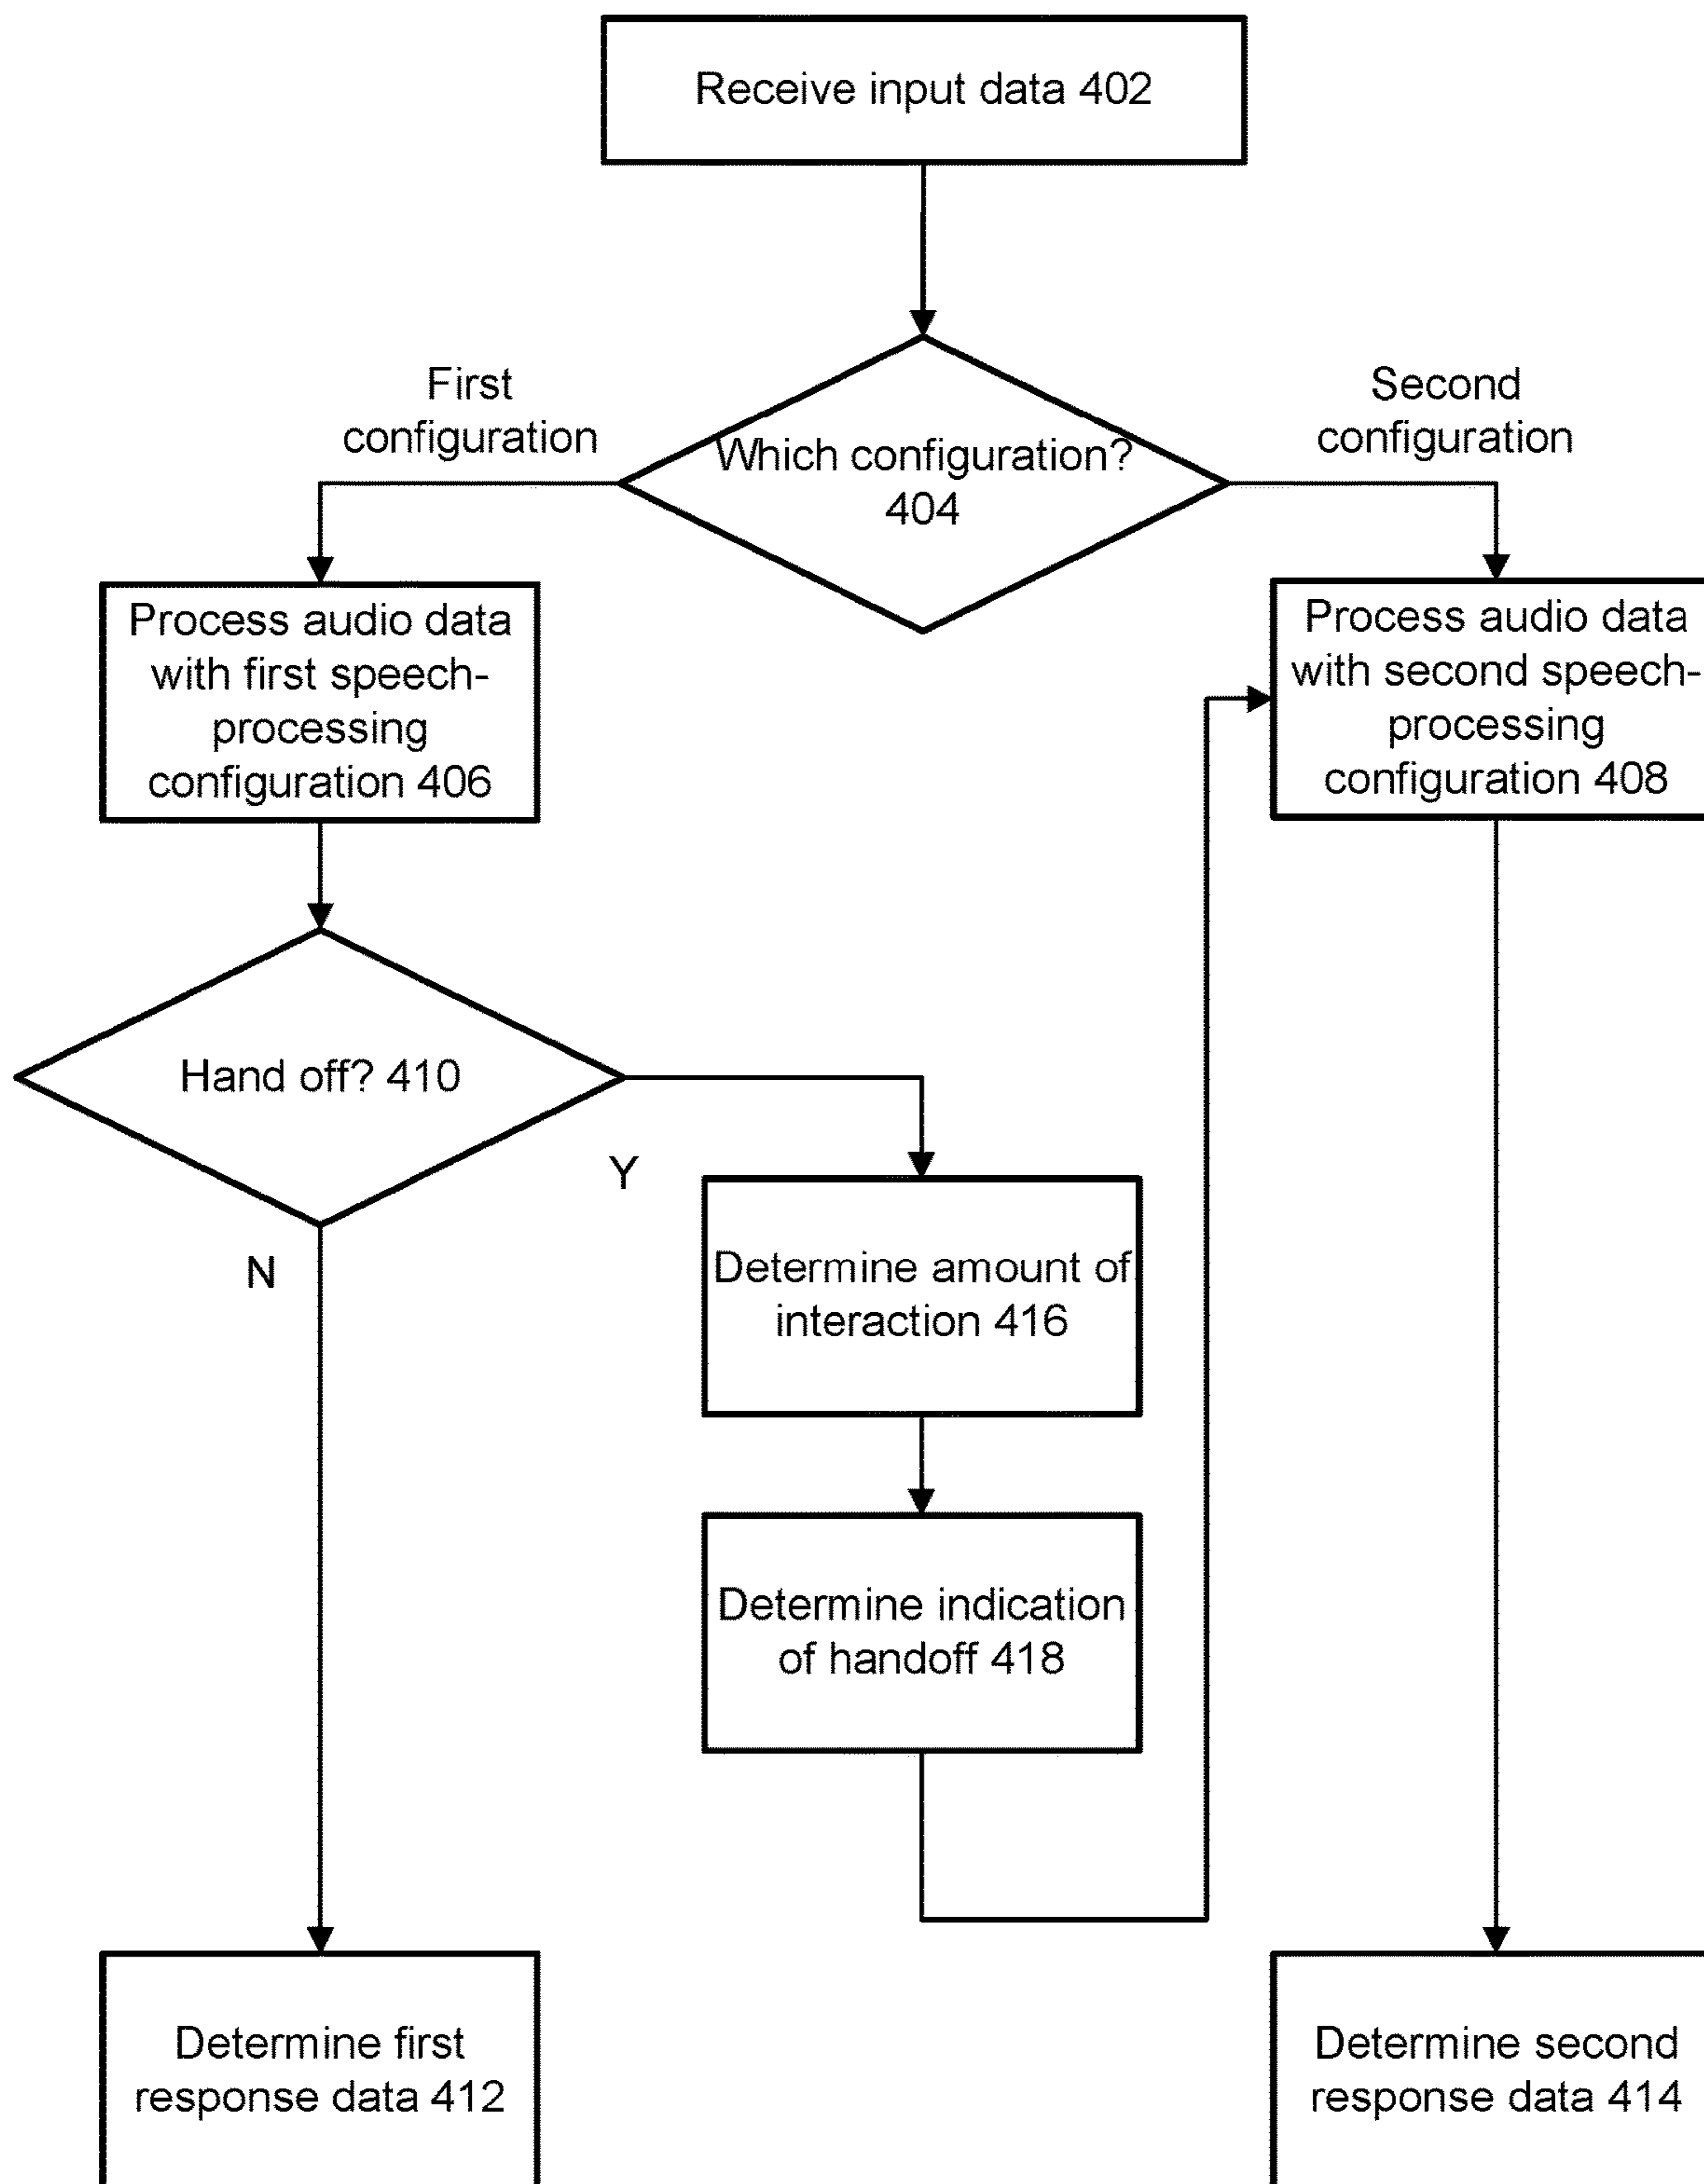 Receive input data 402
First
configuration
Second
configuration
Which configuration?
404
Process audio data
with first speech-
processing
configuration 406
Process audio data
with second speech-
processing
configuration 408
Hand off? 410
Y
N
Determine amount of
interaction 416
Determine indication
of handoff 418
Determine first
response data 412
Determine second
response data 414